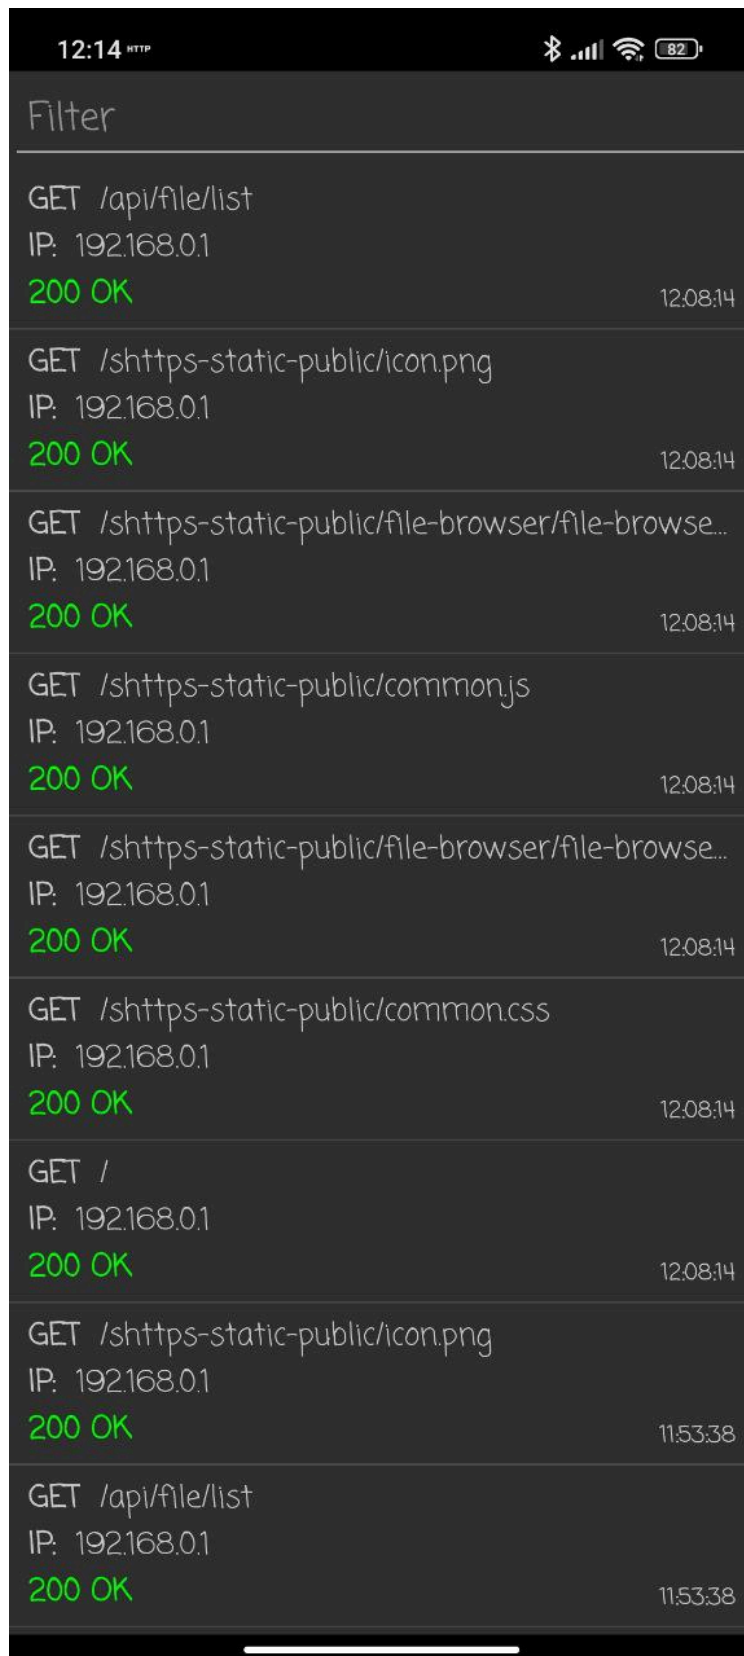 12:14 HTTP 82
Filter
GET /api/file/list
IP: 192.168.0.1
200 OK 12:08:14
GET /shttps-static-public/icon.png
IP: 192.168.0.1
200 OK 12:08:14
GET /shttps-static-public/file-browser/file-browse...
IP: 192.168.0.1
200 OK 12:08:14
GET /shttps-static-public/common.js
IP: 192.168.0.1
200 OK 12:08:14
GET /shttps-static-public/file-browser/file-browse...
IP: 192.168.0.1
200 OK 12:08:14
GET /shttps-static-public/common.css
IP: 192.168.0.1
200 OK 12:08:14
GET /
IP: 192.168.0.1
200 OK 12:08:14
GET /shttps-static-public/icon.png
IP: 192.168.0.1
200 OK 11:53:38
GET /api/file/list
IP: 192.168.0.1
200 OK 11:53:38